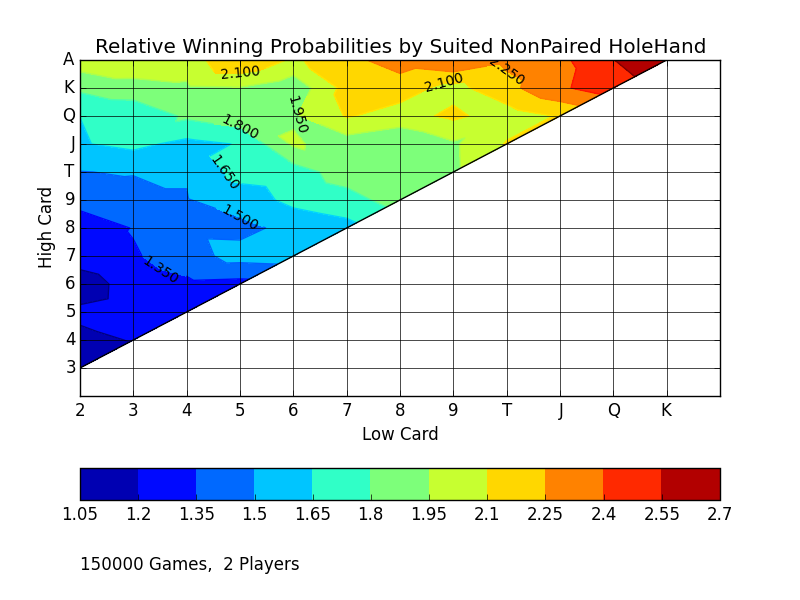 Relative Winning Probabilities by Suited NonPaired HoleHand
A
K
Q
J
T
9
8
7
6
5
4
3
High Card
2.100
2.100
2.250
1.950
1.800
1.650
1.500
1.350
2 3 4 5 6 7 8 9 T J Q K
Low Card
1.05 1.2 1.35 1.5 1.65 1.8 1.95 2.1 2.25 2.4 2.55 2.7
150000 Games,  2 Players